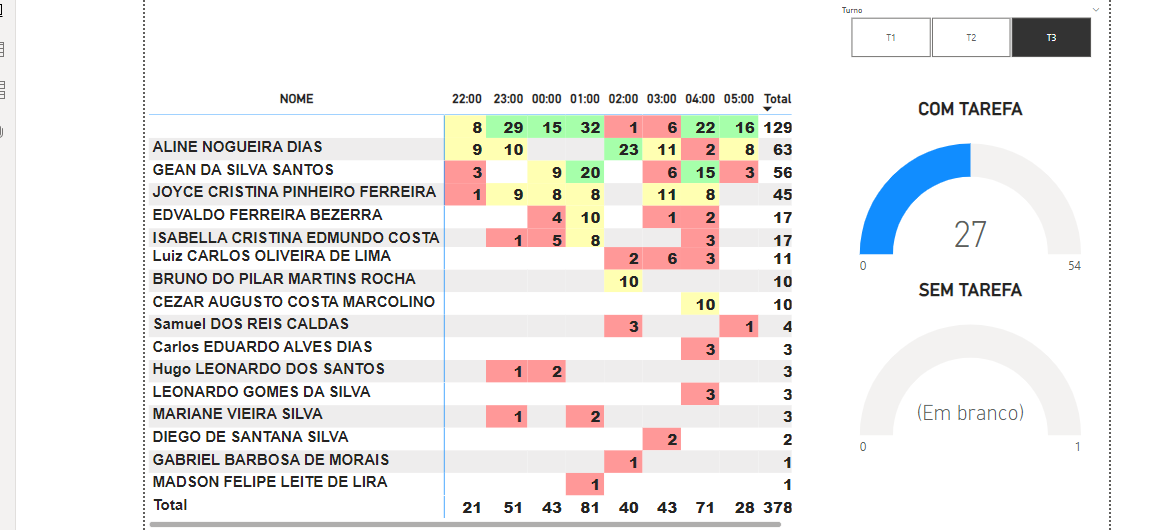 Turno
T1 T2 T3
NOME 22:00 23:00 00:00 01:00 02:00 03:00 04:00 05:00 Total
8 29 15 32 1 6 22 16 129
ALINE NOGUEIRA DIAS 9 10 23 11 2 8 63
GEAN DA SILVA SANTOS 3 9 20 6 15 3 56
JOYCE CRISTINA PINHEIRO FERREIRA 1 9 8 8 11 8 45
EDVALDO FERREIRA BEZERRA 4 10 1 2 17
ISABELLA CRISTINA EDMUNDO COSTA 1 5 8 3 17
Luiz CARLOS OLIVEIRA DE LIMA 2 6 3 11
BRUNO DO PILAR MARTINS ROCHA 10 10
CEZAR AUGUSTO COSTA MARCOLINO 10 10
Samuel DOS REIS CALDAS 3 1 4
Carlos EDUARDO ALVES DIAS 3 3
Hugo LEONARDO DOS SANTOS 1 2 3
LEONARDO GOMES DA SILVA 3 3
MARIANE VIEIRA SILVA 1 2 3
DIEGO DE SANTANA SILVA 2 2
GABRIEL BARBOSA DE MORAIS 1 1
MADSON FELIPE LEITE DE LIRA 1 1
Total 21 51 43 81 40 43 71 28 378
COM TAREFA
27
0 54
SEM TAREFA
(Em branco)
0 1